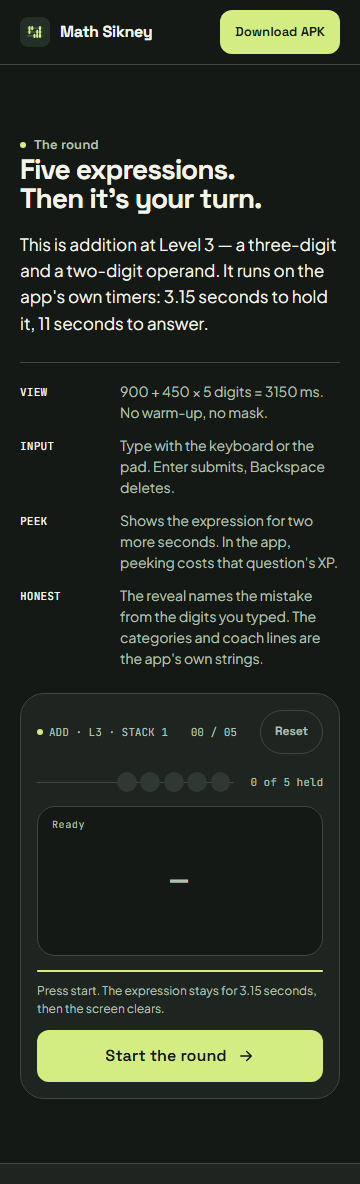 Math Sikney
Download APK
The round
Five expressions.
Then it's your turn.
This is addition at Level 3 — a three-digit
and a two-digit operand. It runs on the
app's own timers: 3.15 seconds to hold
it, 11 seconds to answer.
VIEW
900 + 450 × 5 digits = 3150 ms.
No warm-up, no mask.
INPUT
Type with the keyboard or the
pad. Enter submits, Backspace
deletes.
PEEK
Shows the expression for two
more seconds. In the app,
peeking costs that question's XP.
HONEST
The reveal names the mistake
from the digits you typed. The
categories and coach lines are
the app's own strings.
ADD · L3 · STACK 1
00 / 05
Reset
0 of 5 held
Ready
—
Press start. The expression stays for 3.15 seconds,
then the screen clears.
Start the round →